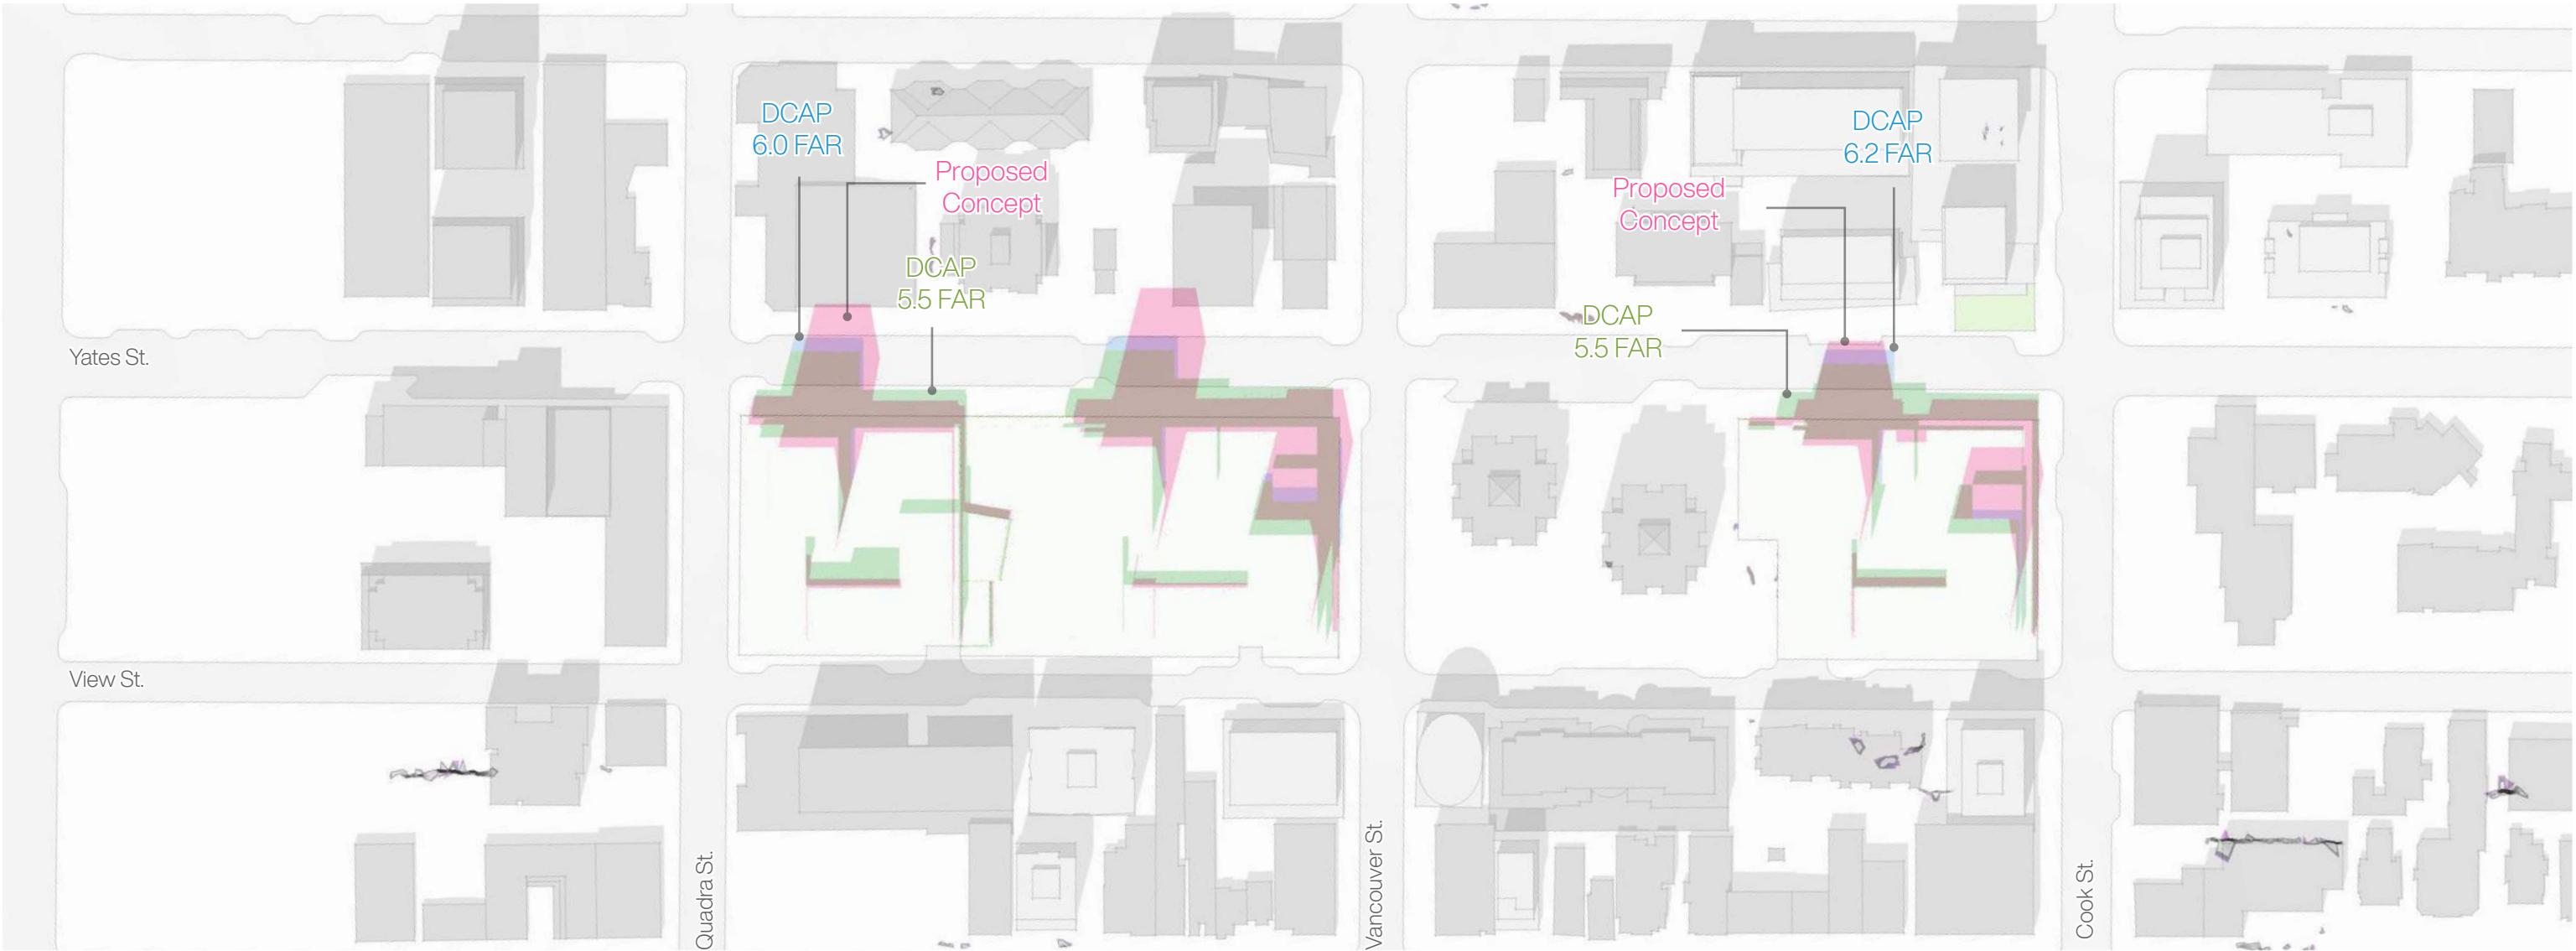 DCAP
6.0 FAR
Proposed
Concept
DCAP
5.5 FAR
DCAP
6.2 FAR
Proposed
Concept
DCAP
5.5 FAR
Yates St.
View St.
Quadra St.
Vancouver St.
Cook St.